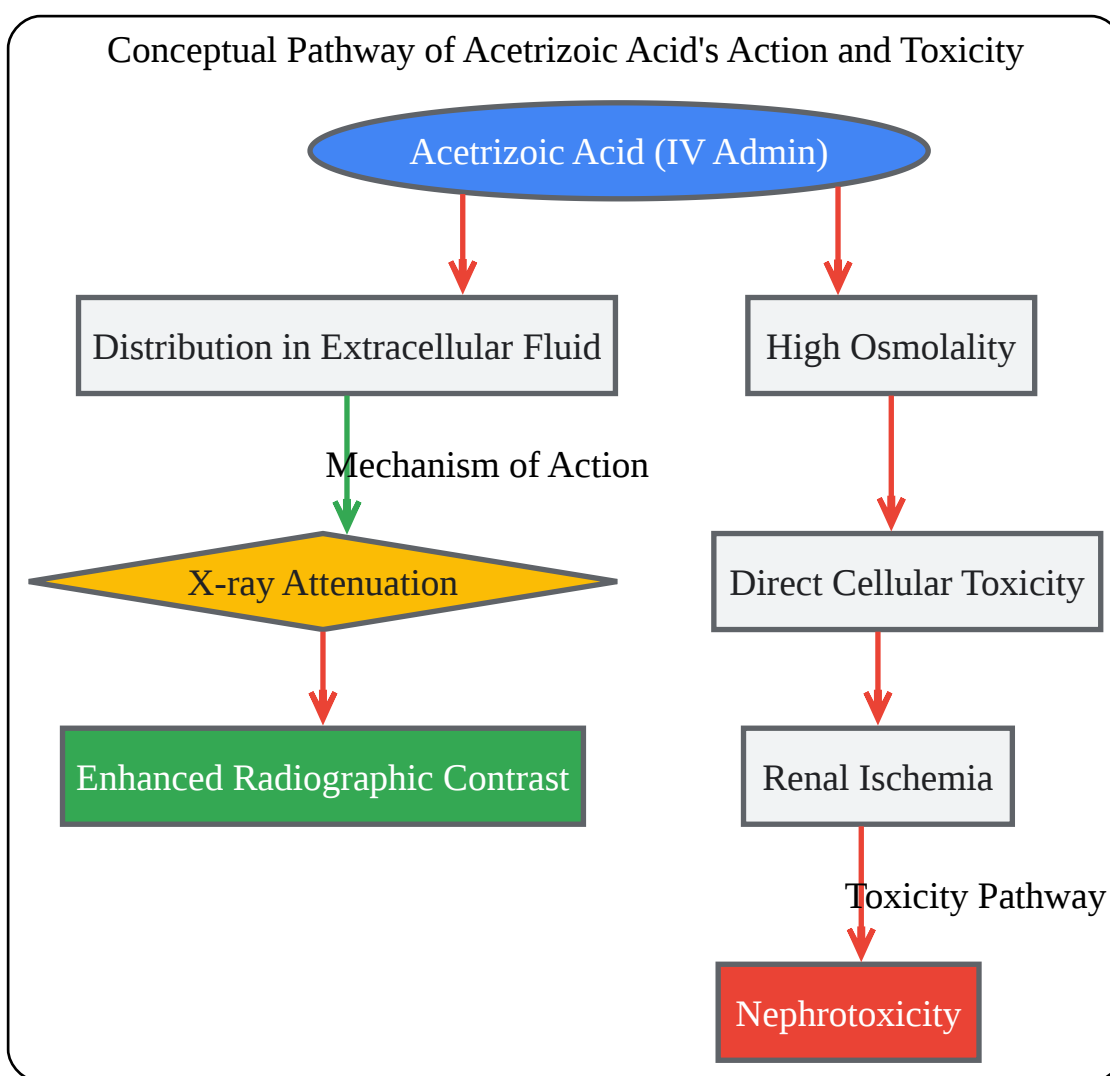 Conceptual Pathway of Acetrizoic Acid's Action and Toxicity
Acetrizoic Acid (IV Admin)
Distribution in Extracellular Fluid
High Osmolality
Mechanism of Action
X-ray Attenuation
Direct Cellular Toxicity
Enhanced Radiographic Contrast
Renal Ischemia
Toxicity Pathway
Nephrotoxicity